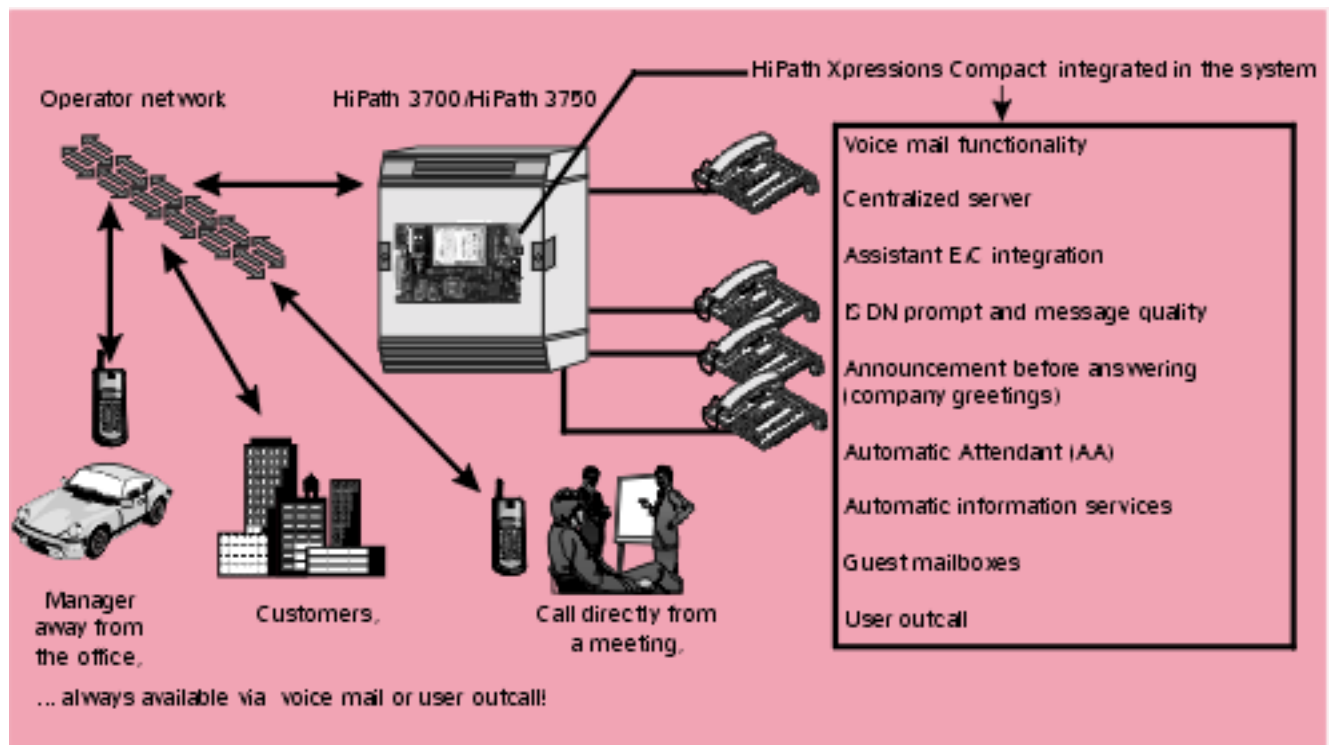 HiPath Xpressions Compact integrated in the system
Operator network
HiPath 3700/HiPath 3750
Voice mail functionality
Centralized server
Assistant E/C integration
ISDN prompt and message quality
Announcement before answering
(company greetings)
Automatic Attendant (AA)
Automatic information services
Guest mailboxes
User outcall
Manager
away from
the office,
Customers,
Call directly from
a meeting,
... always available via voice mail or user outcall!